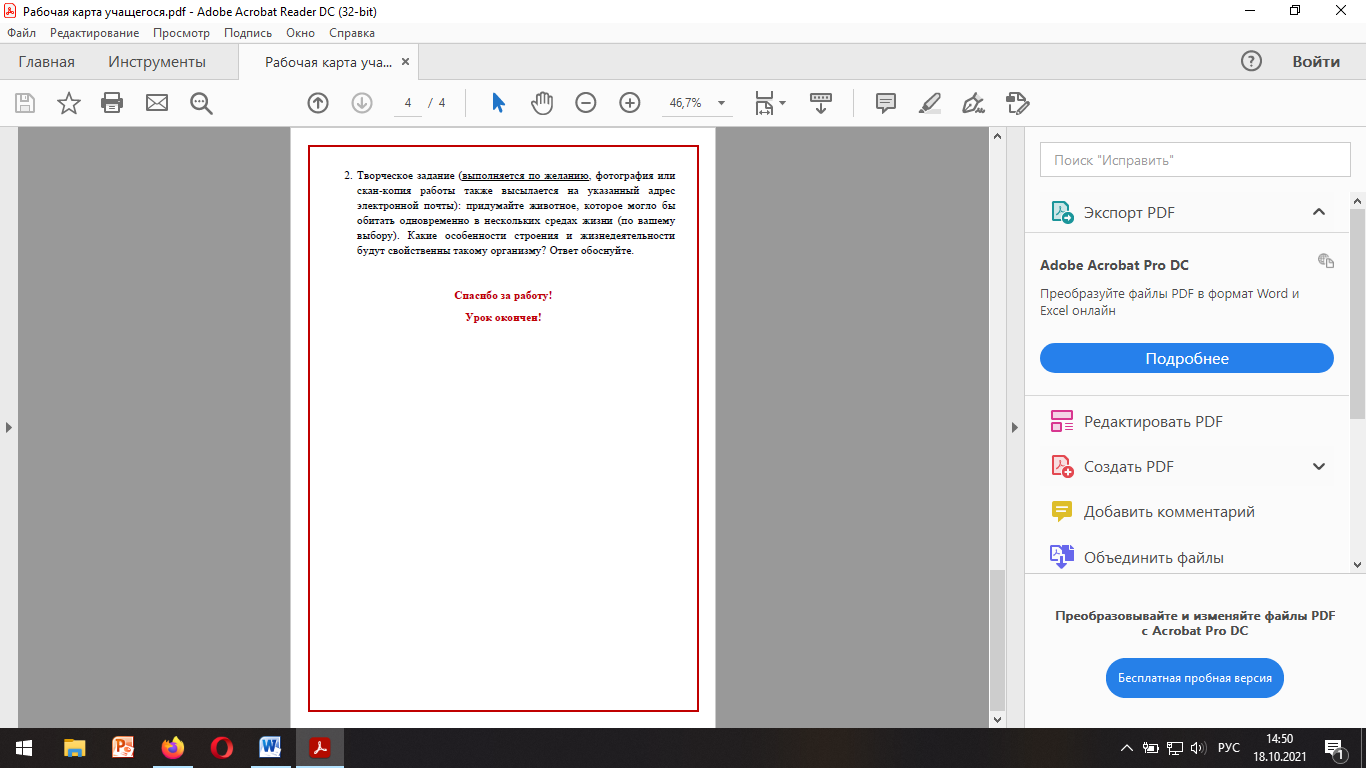 Рабочая карта учащегося.pdf - Adobe Acrobat Reader DC (32-bit)
Файл Редактирование Просмотр Подпись Окно Справка
Главная Инструменты Рабочая карта уча... × Войти
4 / 4 46,7%
2. Творческое задание (выполняется по желанию, фотография или
скан-копия работы также высылается на указанный адрес
электронной почты): придумайте животное, которое могло бы
обитать одновременно в нескольких средах жизни (по вашему
выбору). Какие особенности строения и жизнедеятельности
будут свойственны такому организму? Ответ обоснуйте.
Спасибо за работу!
Урок окончен!
Поиск "Исправить"
Экспорт PDF
Adobe Acrobat Pro DC
Преобразуйте файлы PDF в формат Word и
Excel онлайн
Подробнее
Редактировать PDF
Создать PDF
Добавить комментарий
Объединить файлы
Преобразовывайте и изменяйте файлы PDF
с Acrobat Pro DC
Бесплатная пробная версия
РУС
14:50
18.10.2021
1